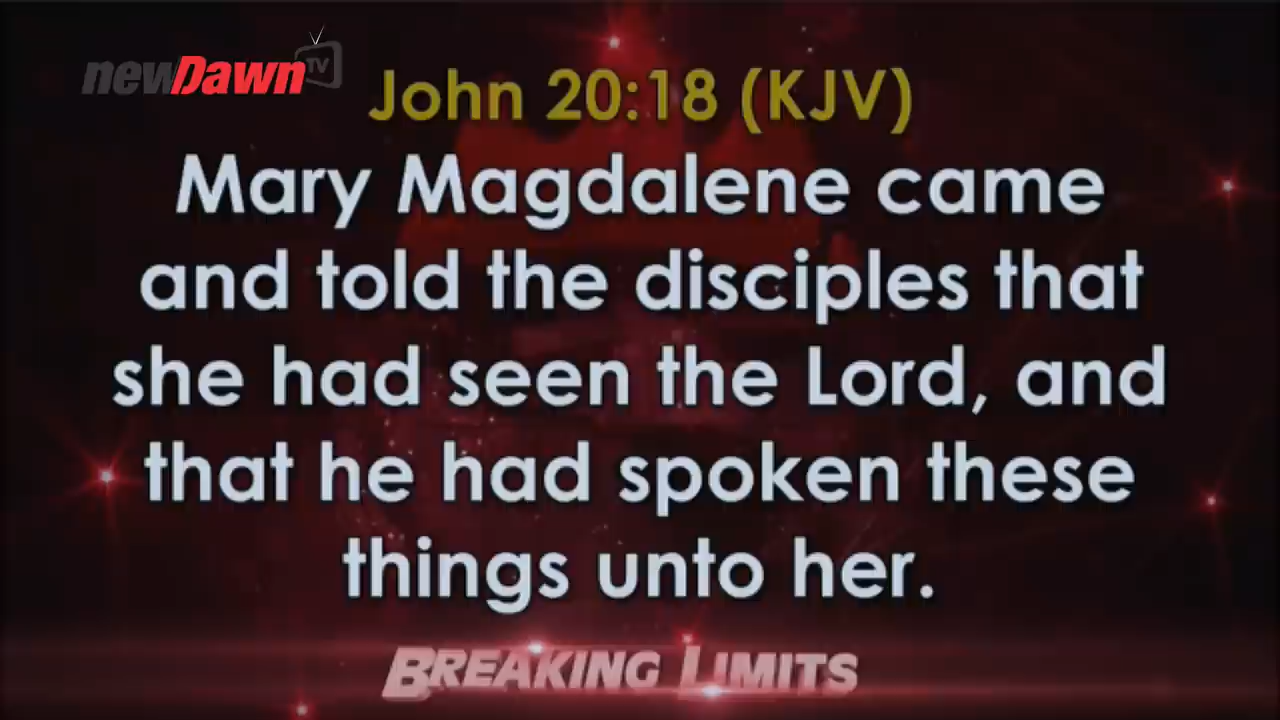 newDawn TV
John 20:18 (KJV)
Mary Magdalene came
and told the disciples that
she had seen the Lord, and
that he had spoken these
things unto her.
BREAKING LIMITS